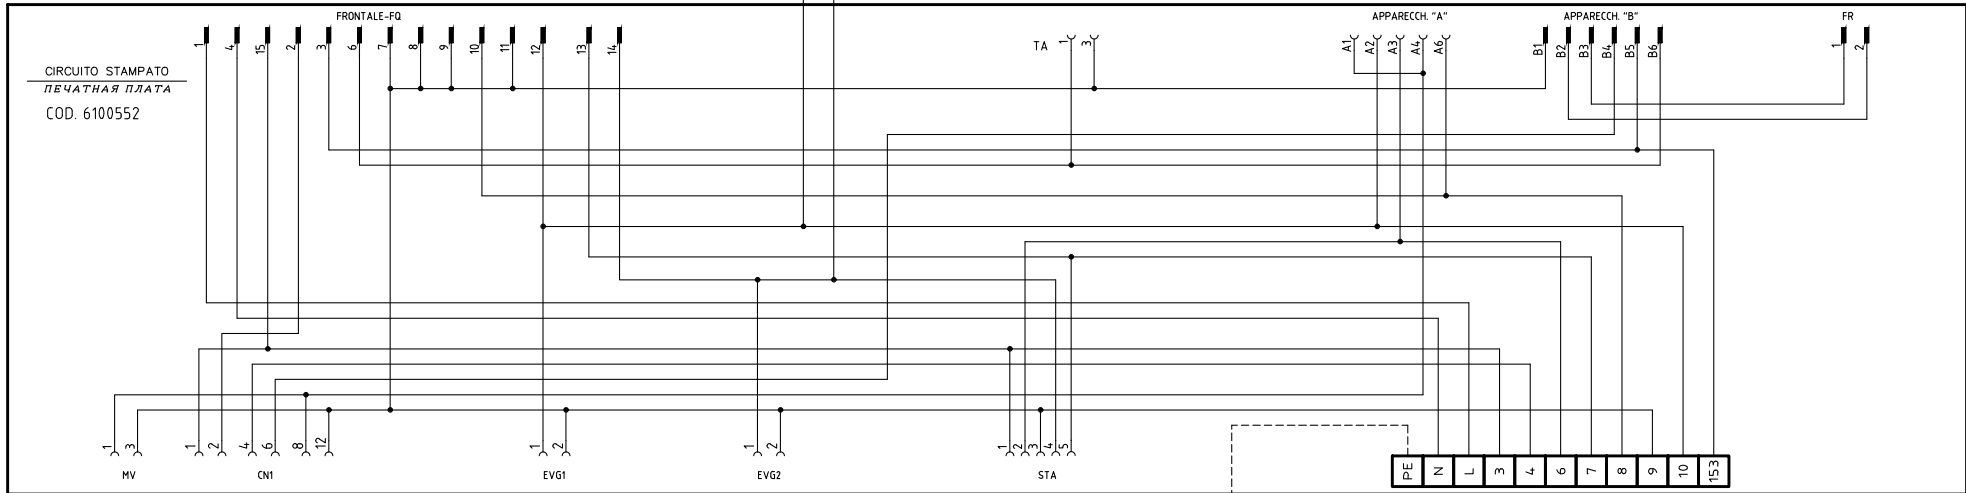 FRONTALE-FQ
APPARECCH. "A"
APPARECCH. "B"
FR
1
4
15
2
3
6
7
8
9
10
11
12
13
14
TA
1
3
A1
A2
A3
A4
A6
B1
B2
B3
B4
B5
B6
1
2
CIRCUITO STAMPATO
ПЕЧАТНАЯ ПЛАТА
COD. 6100552
1
3
1
2
4
6
8
12
1
2
1
2
1
2
3
4
5
MV
CN1
EVG1
EVG2
STA
PE
N
L
3
4
6
7
8
9
10
153